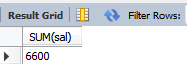 Result Grid Filter Rows:
SUM(sal)
6600